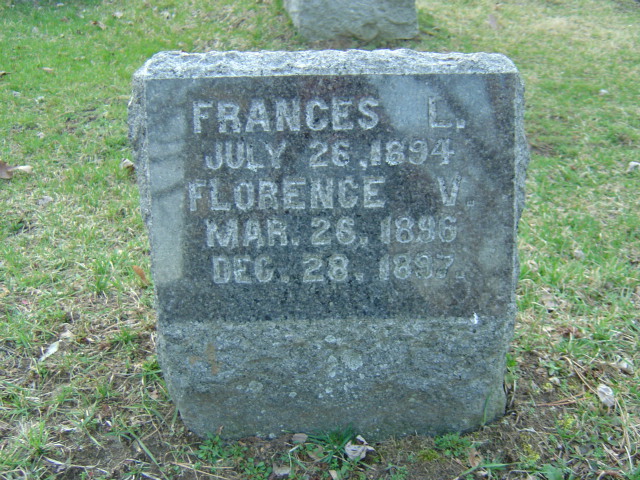 FRANCES L.
JULY 26, 1894
FLORENCE V.
MAR. 26, 1896
DEC. 28. 1897.